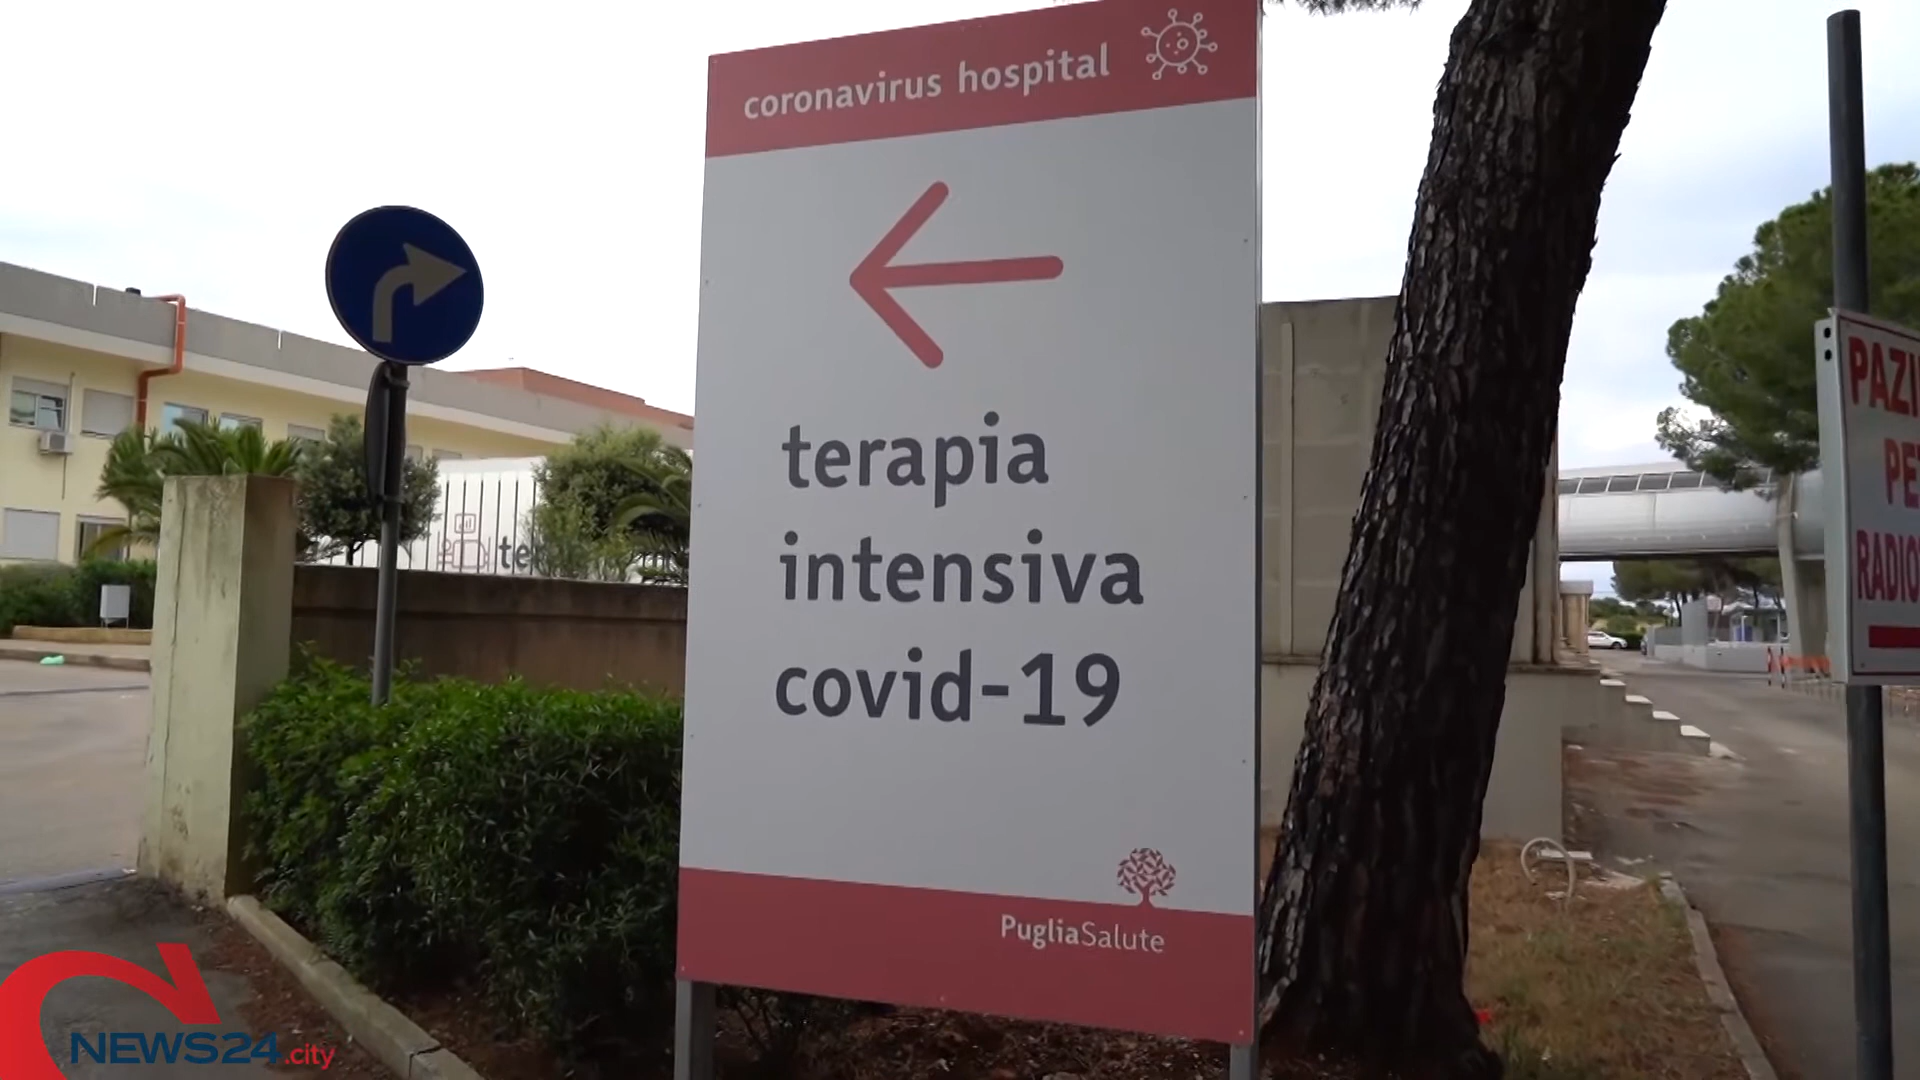 coronavirus hospital
terapia
intensiva
covid-19
PugliaSalute
NEWS24.city